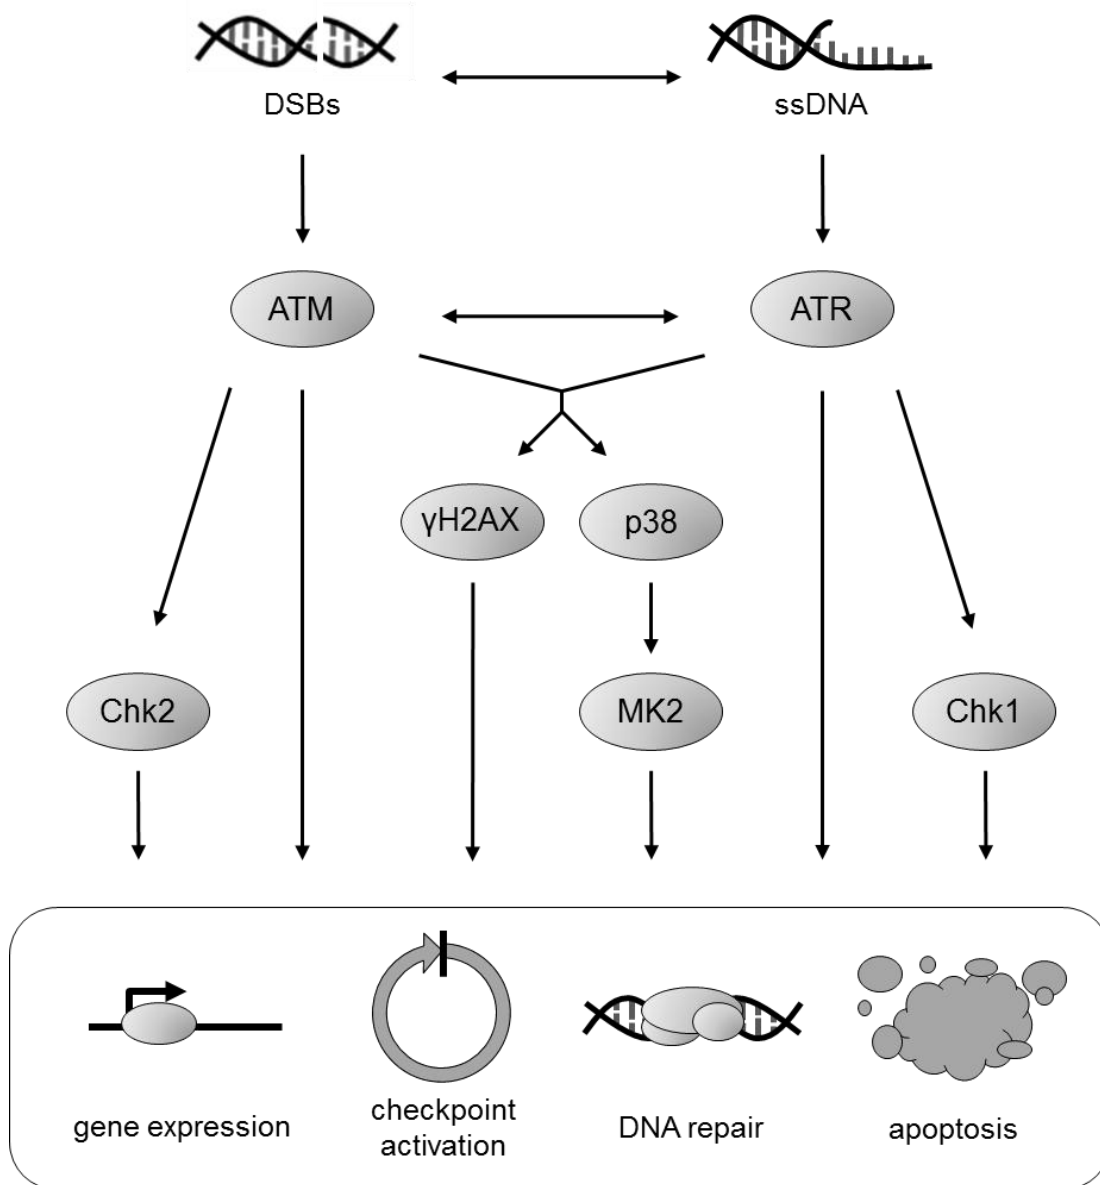 DSBs
ssDNA
ATM
ATR
γH2AX
p38
Chk2
MK2
Chk1
gene expression
checkpoint
activation
DNA repair
apoptosis